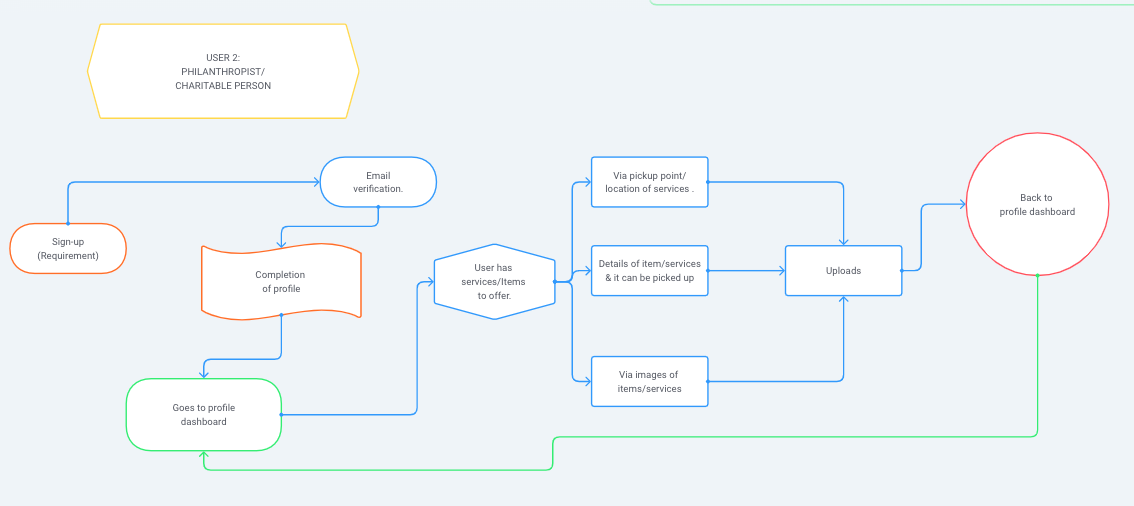 USER 2:
PHILANTHROPIST/
CHARITABLE PERSON
Email
verification.
Sign-up
(Requirement)
Completion
of profile
Goes to profile
dashboard
User has
services/Items
to offer.
Via pickup point/
location of services .
Details of item/services
& it can be picked up
Via images of
items/services
Uploads
Back to
profile dashboard